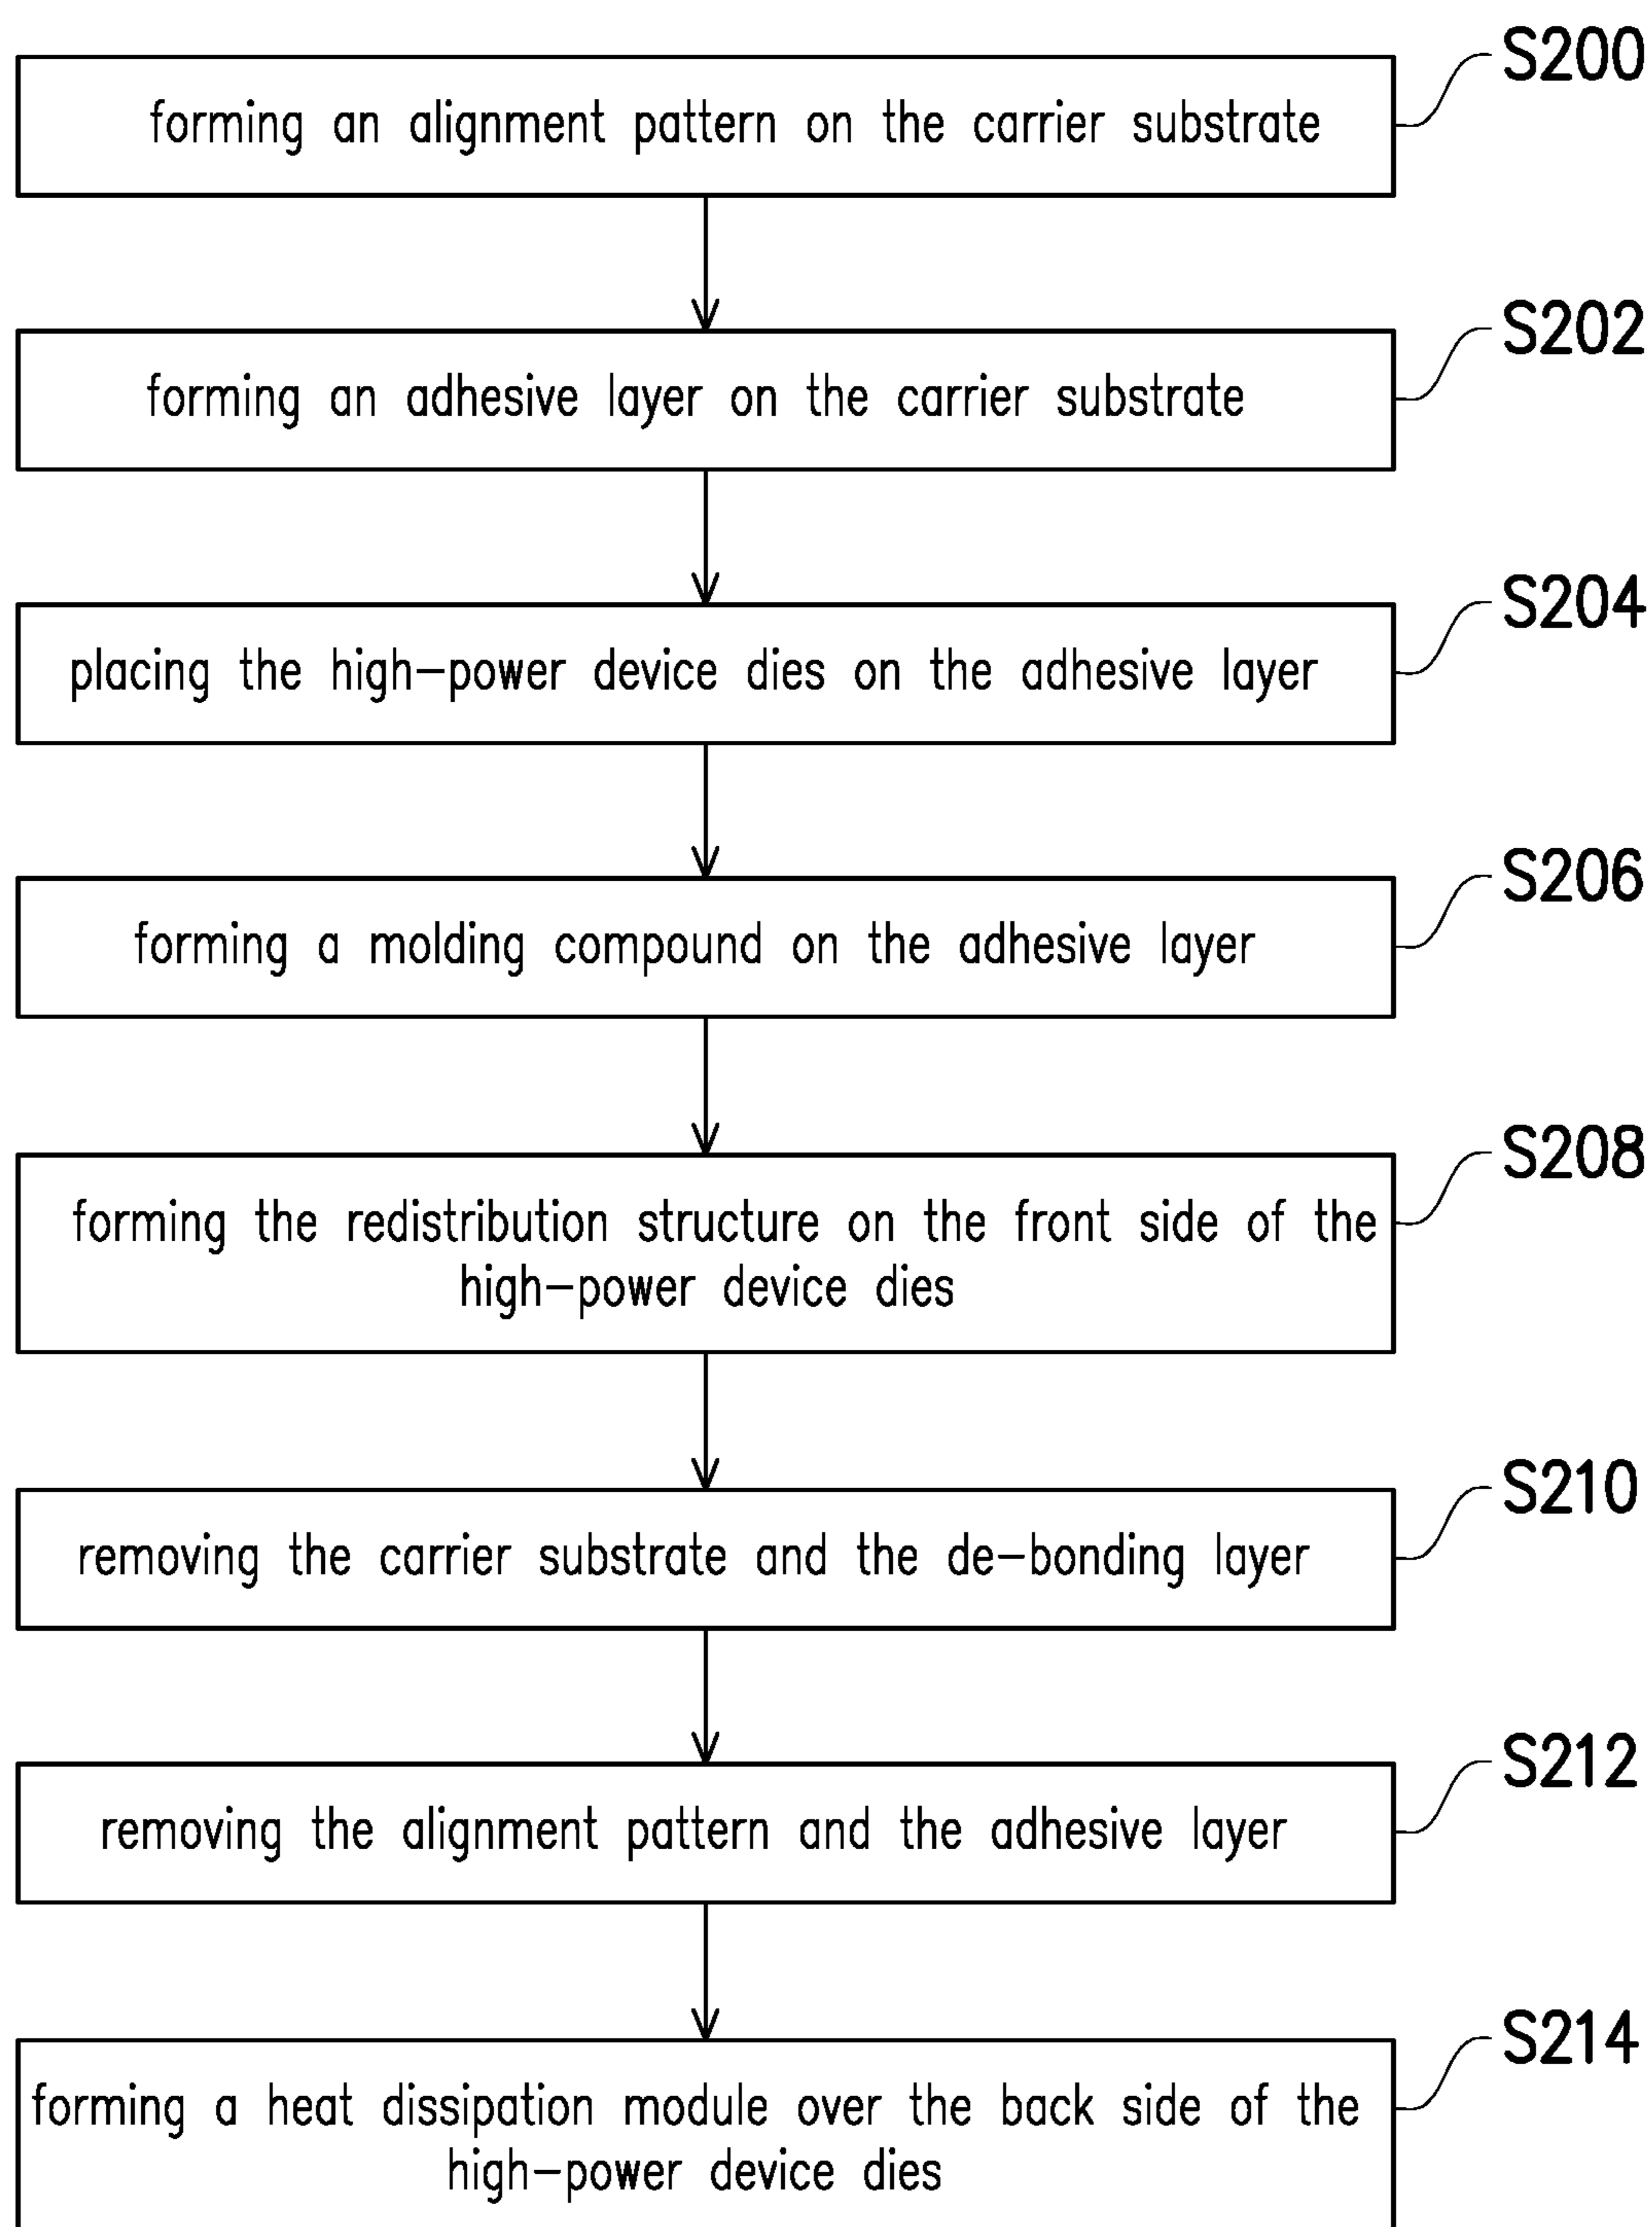 S200
forming an alignment pattern on the carrier substrate
S202
forming an adhesive layer on the carrier substrate
S204
placing the high-power device dies on the adhesive layer
S206
forming a molding compound on the adhesive layer
S208
forming the redistribution structure on the front side of the
high-power device dies
S210
removing the carrier substrate and the de-bonding layer
S212
removing the alignment pattern and the adhesive layer
S214
forming a heat dissipation module over the back side of the
high-power device dies